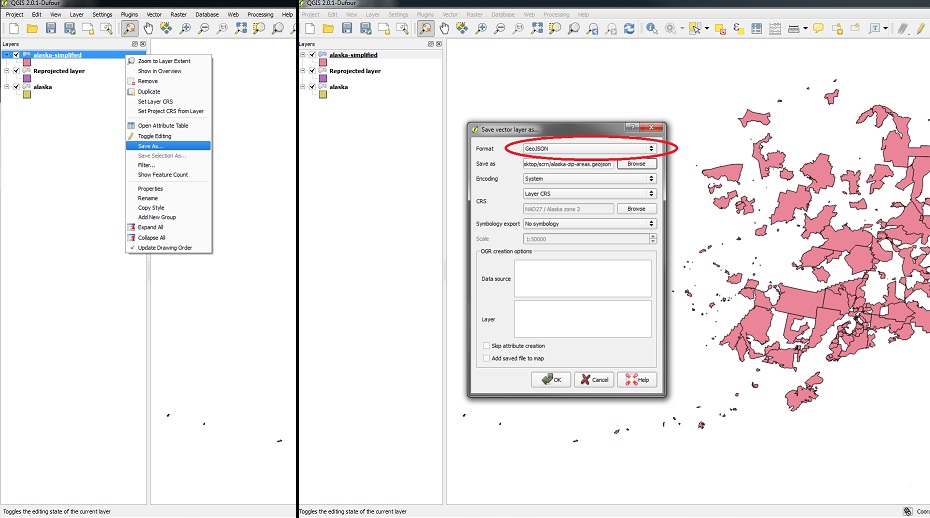 QGIS 2.0.1-Dufour
Project Edit View Layer Settings Plugins Vector Raster Database Web Processing Help
Layers
alaska-simplified
Reprojected layer
alaska
Zoom to Layer Extent
Show in Overview
Remove
Duplicate
Set Layer CRS
Set Project CRS from Layer
Open Attribute Table
Toggle Editing
Save As...
Save Selection As...
Filter...
Show Feature Count
Properties
Rename
Copy Style
Add New Group
Expand All
Collapse All
Update Drawing Order
Toggles the editing state of the current layer
QGIS 2.0.1-Dufour
Project Edit View Layer Settings Plugins Vector Raster Database Web Processing Help
Layers
alaska-simplified
Reprojected layer
alaska
Save vector layer as...
Format GeoJSON
Save as sktop/scrn/alaska-zip-areas.geojson Browse
Encoding System
Layer CRS
CRS NAD27 / Alaska zone 2 Browse
Symbology export No symbology
Scale 1:50000
OGR creation options
Data source
Layer
Skip attribute creation
Add saved file to map
OK Cancel Help
Toggles the editing state of the current layer
Coord